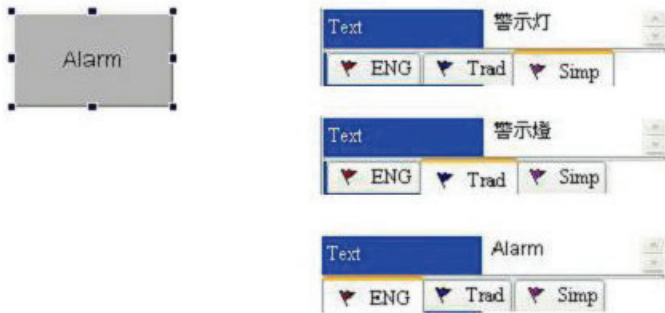 Alarm
Text 警示灯
ENG Trad Simp
Text 警示燈
ENG Trad Simp
Text Alarm
ENG Trad Simp